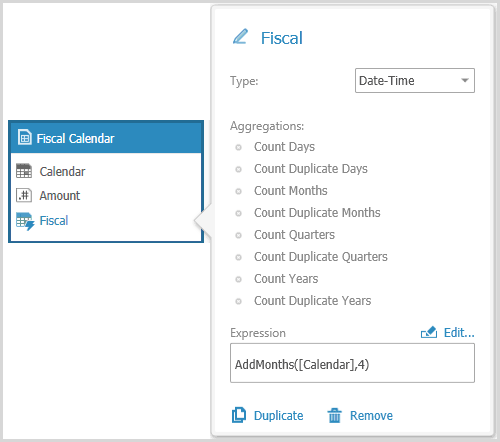 Fiscal Calendar
Calendar
Amount
Fiscal
Fiscal
Type:
Date-Time
Aggregations:
Count Days
Count Duplicate Days
Count Months
Count Duplicate Months
Count Quarters
Count Duplicate Quarters
Count Years
Count Duplicate Years
Expression
Edit...
AddMonths([Calendar],4)
Duplicate
Remove